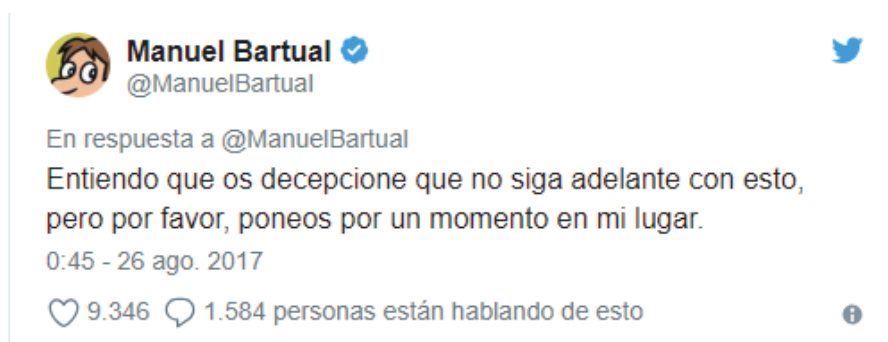 Manuel Bartual
@ManuelBartual
En respuesta a @ManuelBartual
Entiendo que os decepcione que no siga adelante con esto,
pero por favor, poneos por un momento en mi lugar.
0:45 - 26 ago. 2017
9.346 1.584 personas están hablando de esto